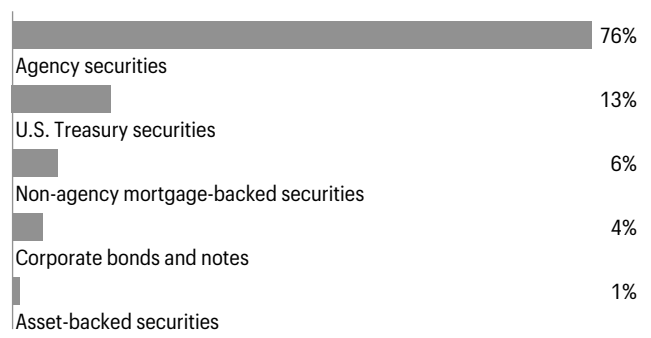 76%
Agency securities
13%
U.S. Treasury securities
6%
Non-agency mortgage-backed securities
4%
Corporate bonds and notes
1%
Asset-backed securities